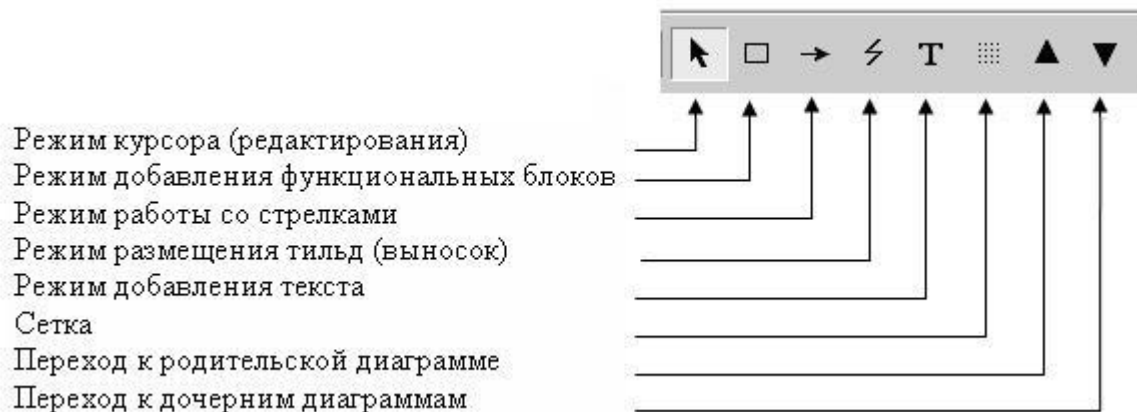 T
Режим курсора (редактирования)
Режим добавления функциональных блоков
Режим работы со стрелками
Режим размещения тильд (выносок)
Режим добавления текста
Сетка
Переход к родительской диаграмме
Переход к дочерним диаграммам